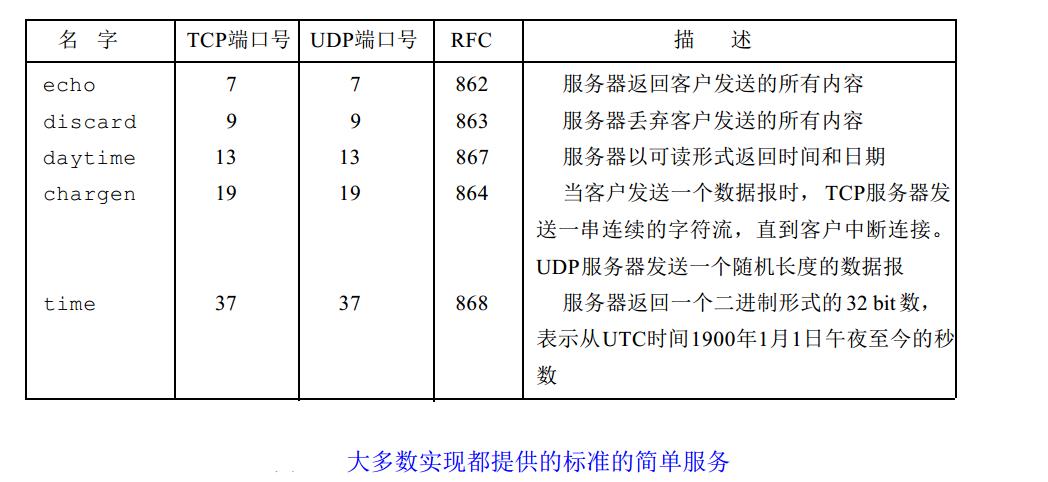 名 字 TCP端口号 UDP端口号 RFC 描 述
echo 7 7 862 服务器返回客户发送的所有内容
discard 9 9 863 服务器丢弃客户发送的所有内容
daytime 13 13 867 服务器以可读形式返回时间和日期
chargen 19 19 864 当客户发送一个数据报时，TCP服务器发
送一串连续的字符流，直到客户中断连接。
UDP服务器发送一个随机长度的数据报
time 37 37 868 服务器返回一个二进制形式的 32 bit 数，
表示从UTC时间1900年1月1日午夜至今的秒
数
大多数实现都提供的标准的简单服务